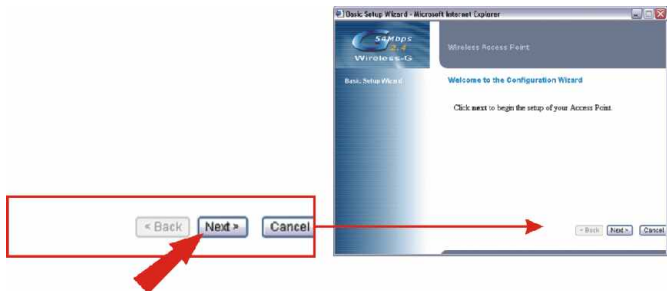 Basic Setup Wizard - Microsoft Internet Explorer
54Mbps
2.4
Wireless-G
Wireless Access Point
Basic Setup Wizard
Welcome to the Configuration Wizard
Click next to begin the setup of your Access Point.
< Back Next > Cancel
< Back Next > Cancel